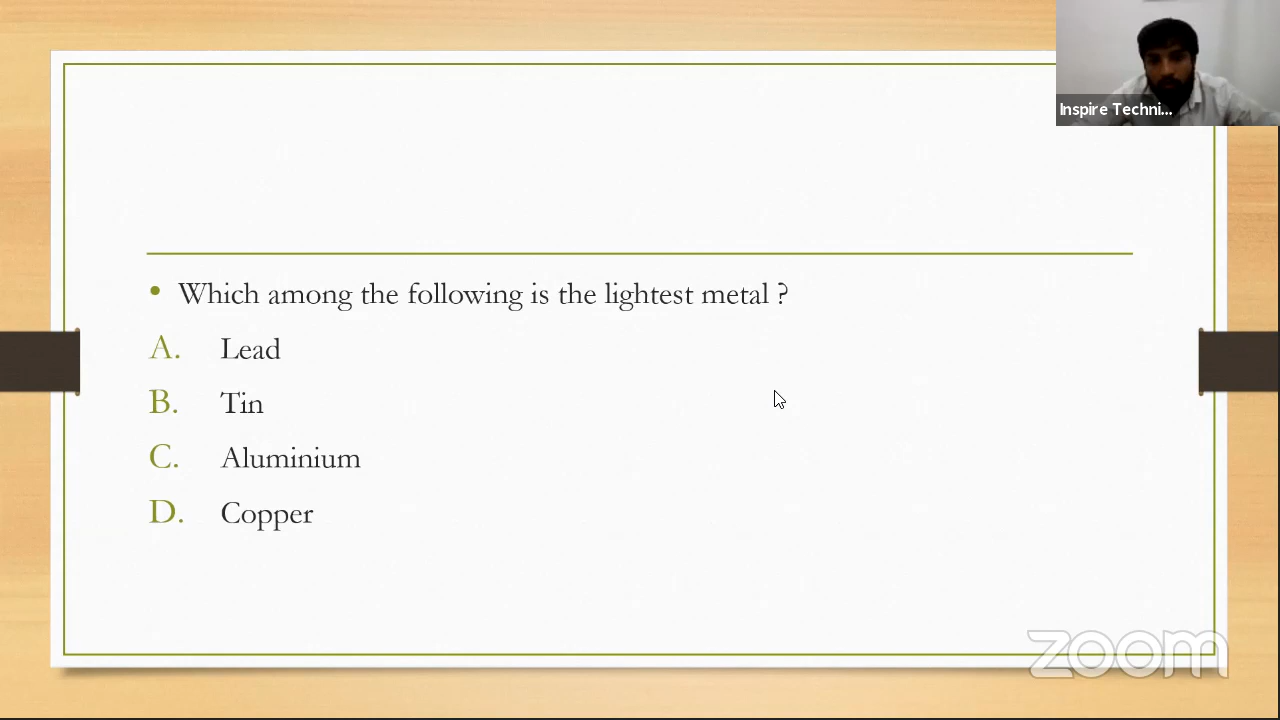 Inspire Techni...
• Which among the following is the lightest metal ?
A. Lead
B. Tin
C. Aluminium
D. Copper
zoom